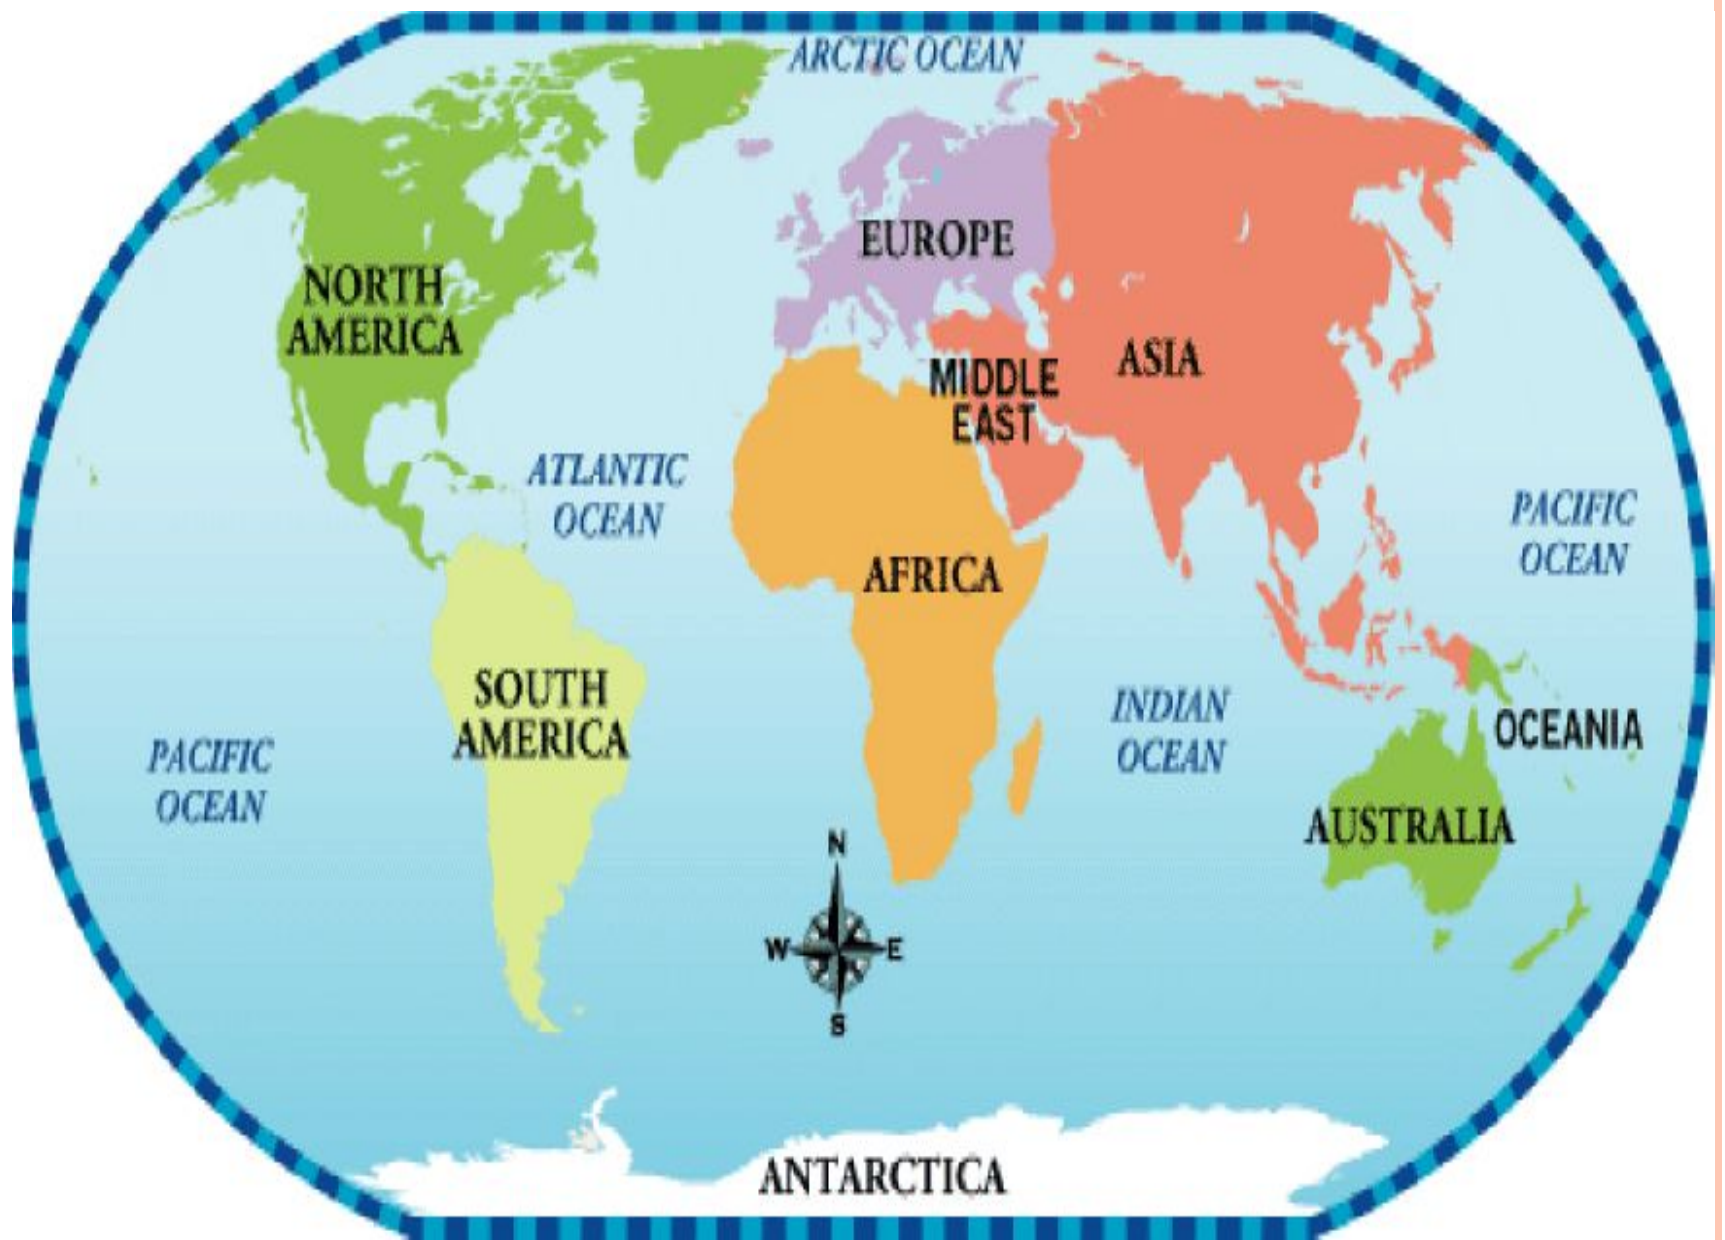 ARCTIC OCEAN
EUROPE
NORTH
AMERICA
ASIA
MIDDLE
EAST
ATLANTIC
OCEAN
PACIFIC
OCEAN
AFRICA
SOUTH
AMERICA
INDIAN
OCEAN
OCEANIA
PACIFIC
OCEAN
AUSTRALIA
N
W E
S
ANTARCTICA